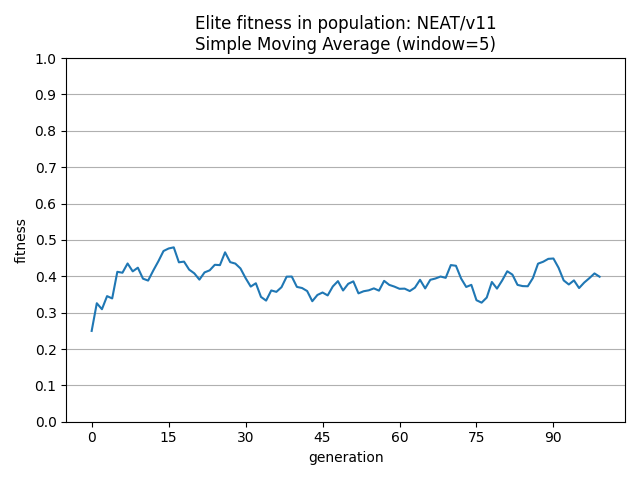 Elite fitness in population: NEAT/v11
Simple Moving Average (window=5)
1.0
0.9
0.8
0.7
0.6
0.5
0.4
0.3
0.2
0.1
0.0
fitness
0 15 30 45 60 75 90
generation